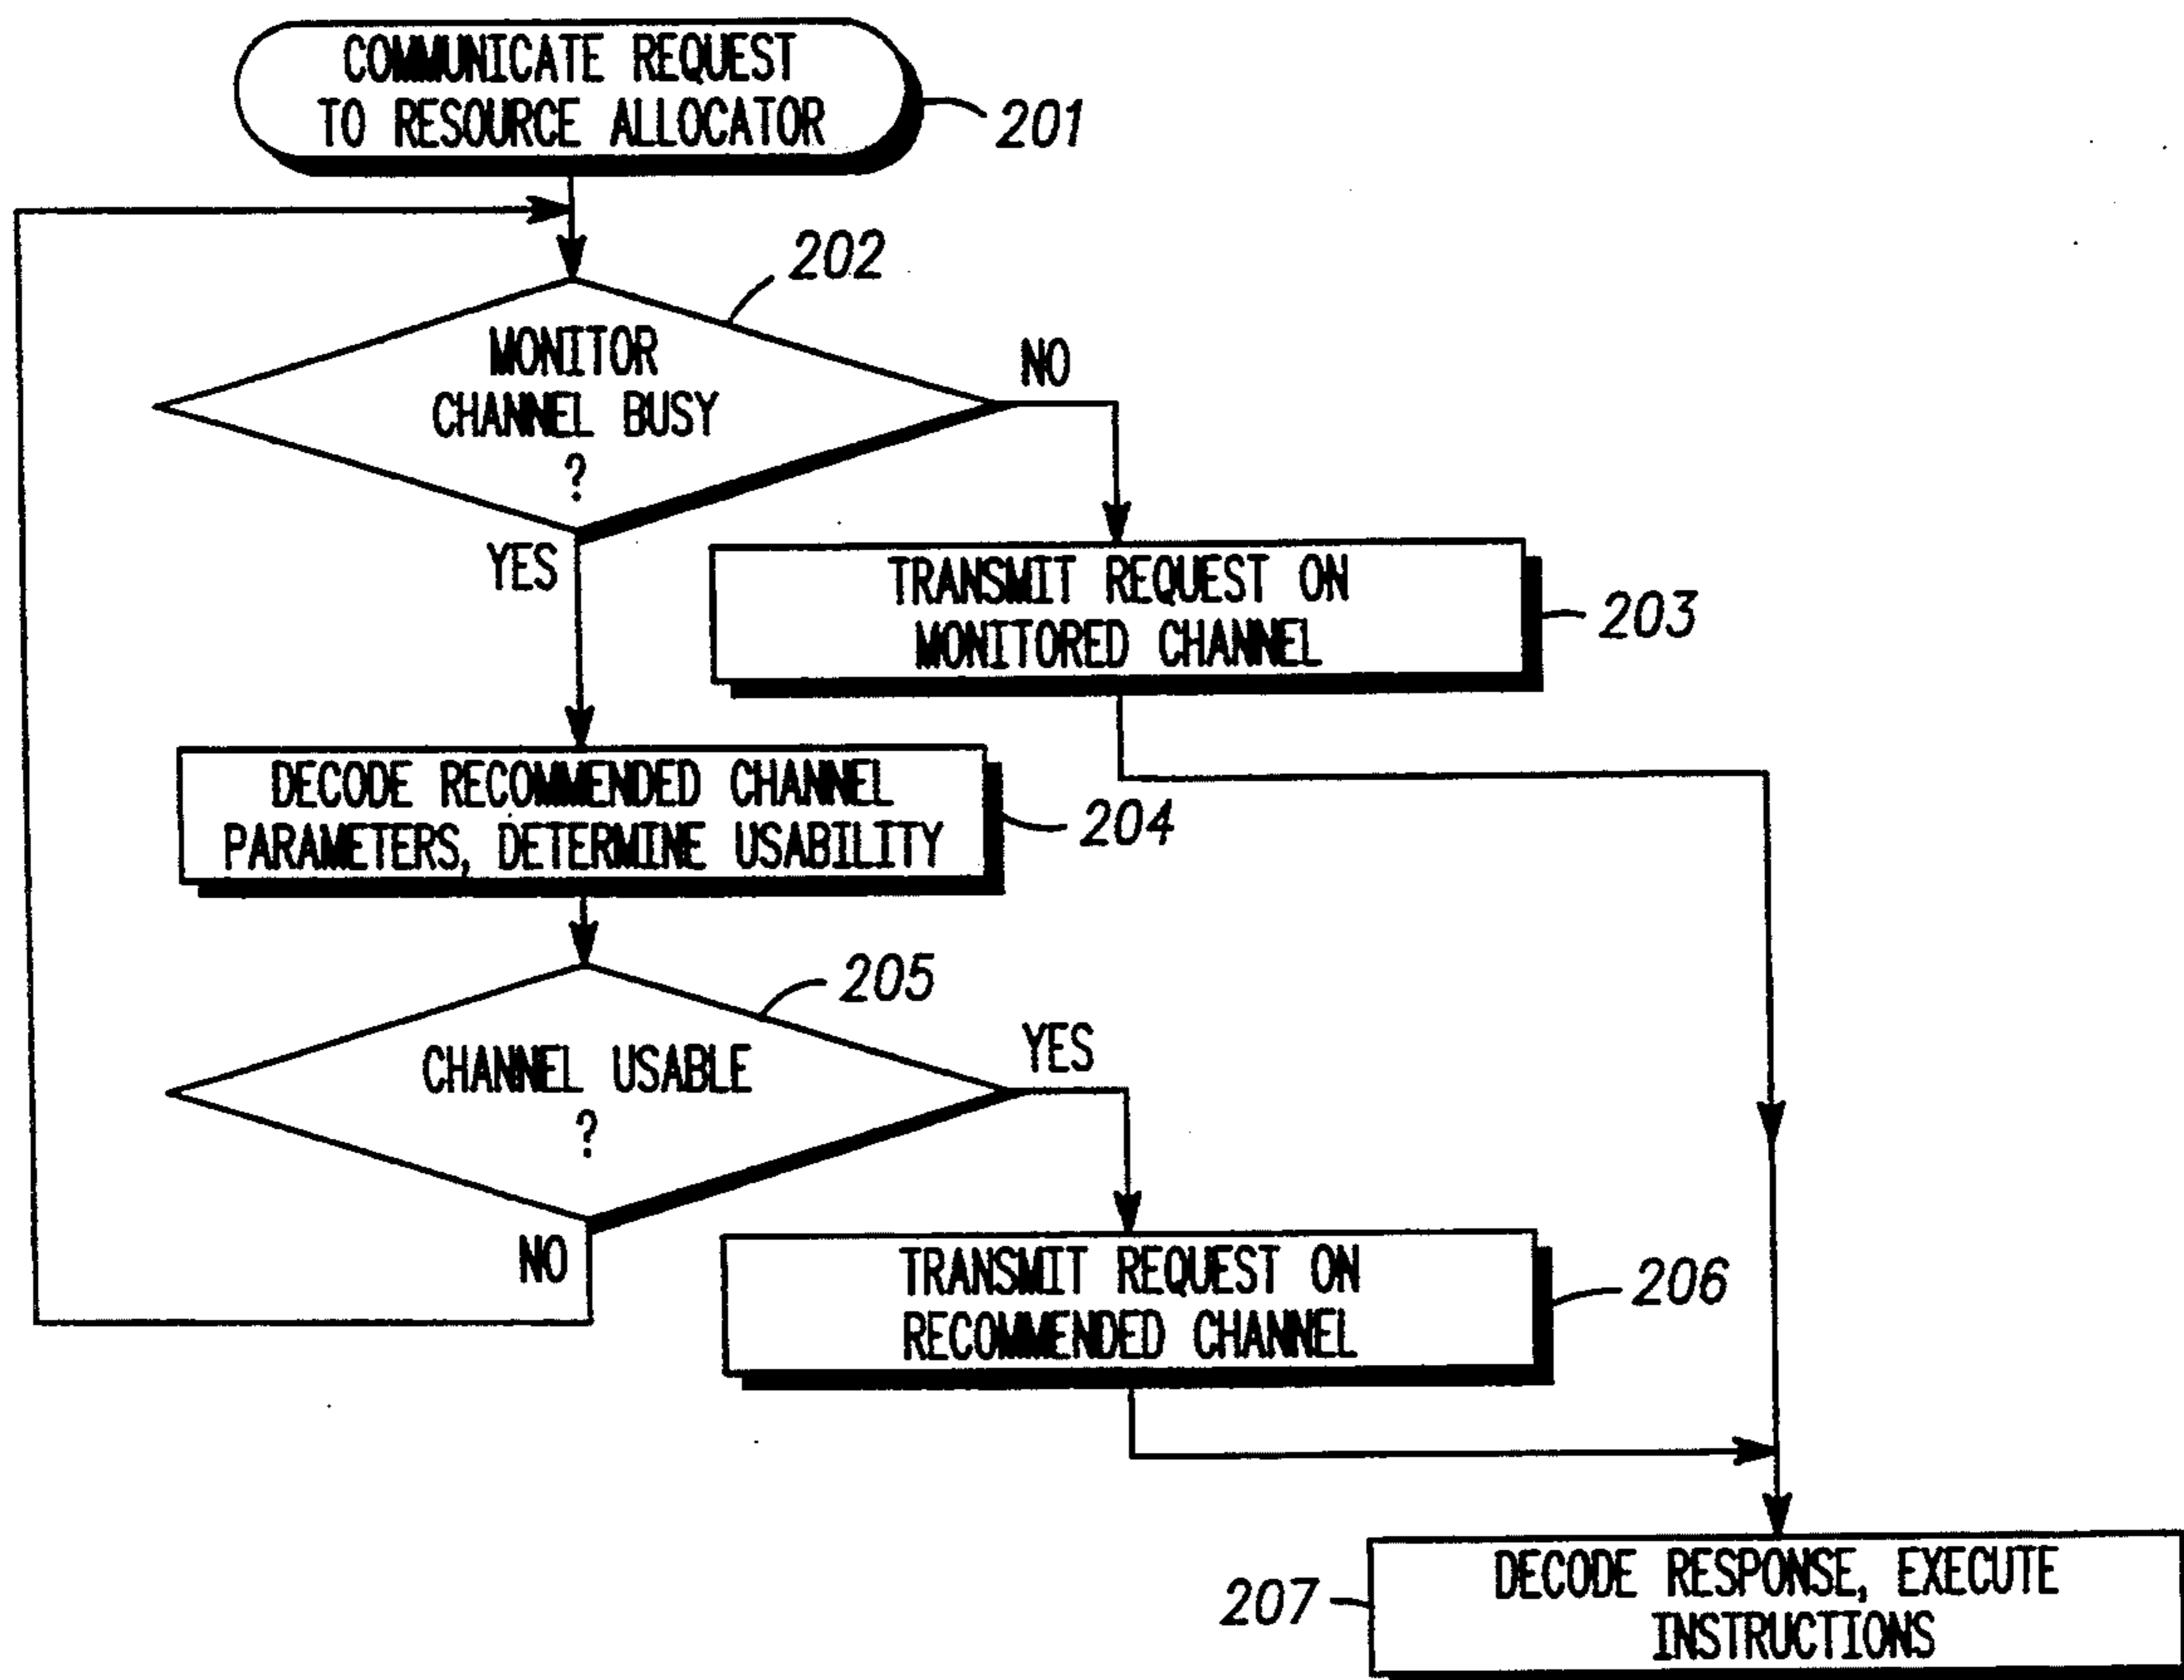 COMMUNICATE REQUEST
TO RESOURCE ALLOCATOR
201
202
MONITOR
CHANNEL BUSY
?
NO
YES
TRANSMIT REQUEST ON
MONITORED CHANNEL
203
DECODE RECOMMENDED CHANNEL
PARAMETERS, DETERMINE USABILITY
204
205
CHANNEL USABLE
?
YES
NO
TRANSMIT REQUEST ON
RECOMMENDED CHANNEL
206
207
DECODE RESPONSE, EXECUTE
INSTRUCTIONS